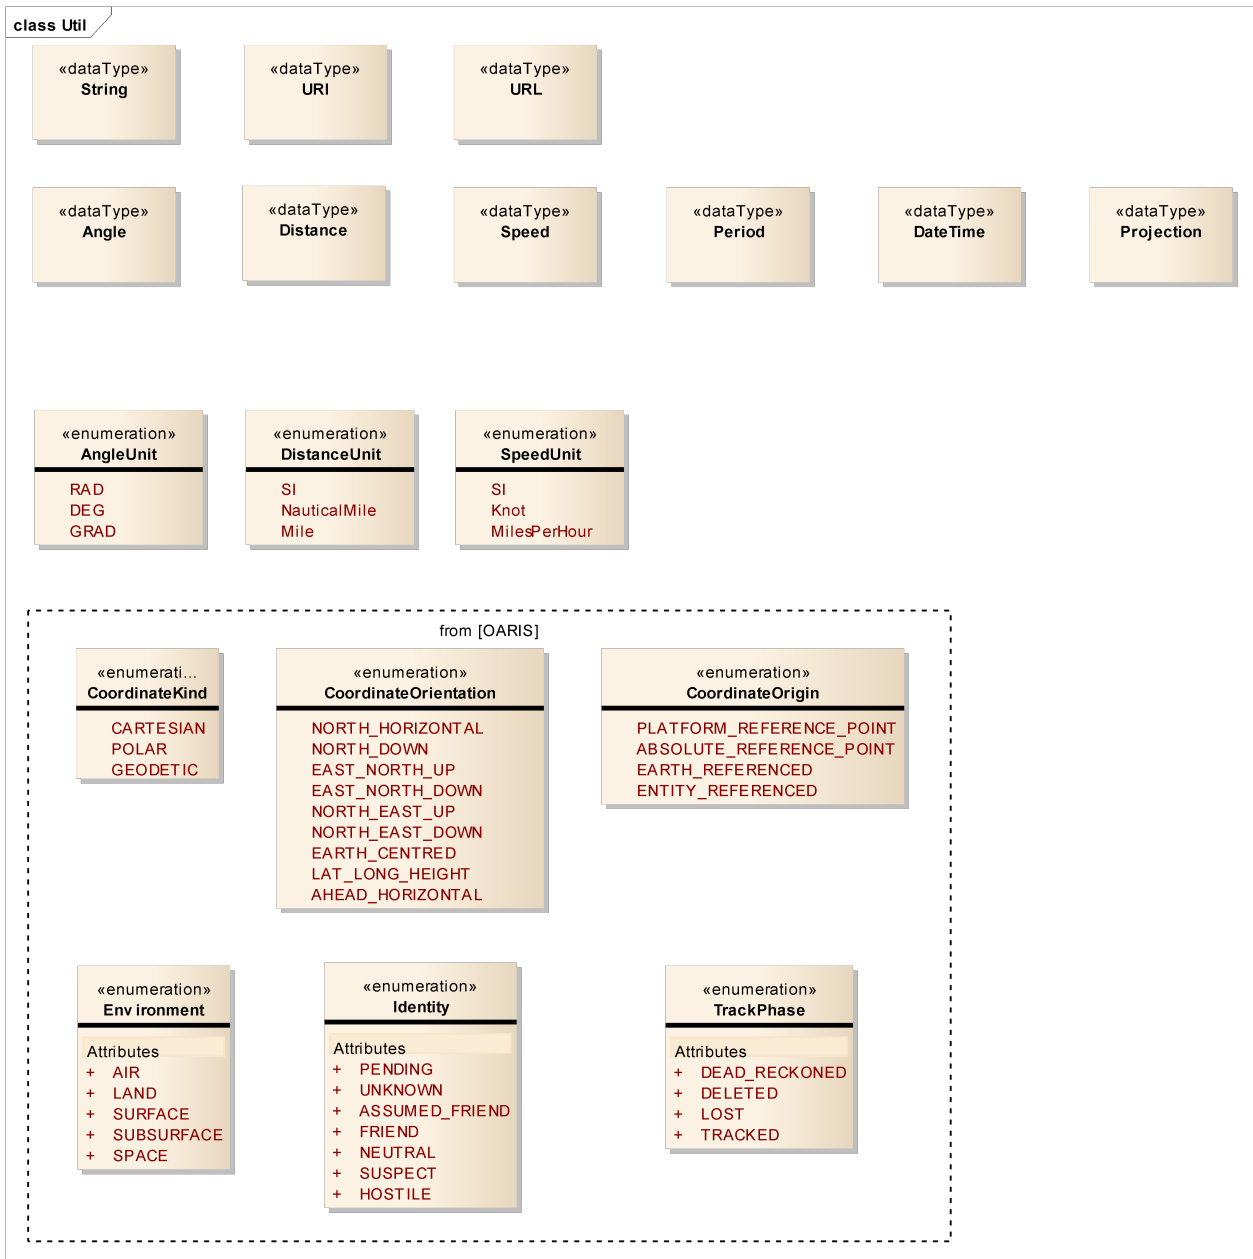 class Util
«dataType»
String
«dataType»
URI
«dataType»
URL
«dataType»
Angle
«dataType»
Distance
«dataType»
Speed
«dataType»
Period
«dataType»
DateTime
«dataType»
Projection
«enumeration»
AngleUnit
RAD
DEG
GRAD
«enumeration»
DistanceUnit
SI
NauticalMile
Mile
«enumeration»
SpeedUnit
SI
Knot
MilesPerHour
from [OARIS]
«enumerati...
CoordinateKind
CARTESIAN
POLAR
GEODETIC
«enumeration»
CoordinateOrientation
NORTH_HORIZONTAL
NORTH_DOWN
EAST_NORTH_UP
EAST_NORTH_DOWN
NORTH_EAST_UP
NORTH_EAST_DOWN
EARTH_CENTRED
LAT_LONG_HEIGHT
AHEAD_HORIZONTAL
«enumeration»
CoordinateOrigin
PLATFORM_REFERENCE_POINT
ABSOLUTE_REFERENCE_POINT
EARTH_REFERENCED
ENTITY_REFERENCED
«enumeration»
Environment
Attributes
+ AIR
+ LAND
+ SURFACE
+ SUBSURFACE
+ SPACE
«enumeration»
Identity
Attributes
+ PENDING
+ UNKNOWN
+ ASSUMED_FRIEND
+ FRIEND
+ NEUTRAL
+ SUSPECT
+ HOSTILE
«enumeration»
TrackPhase
Attributes
+ DEAD_RECKONED
+ DELETED
+ LOST
+ TRACKED